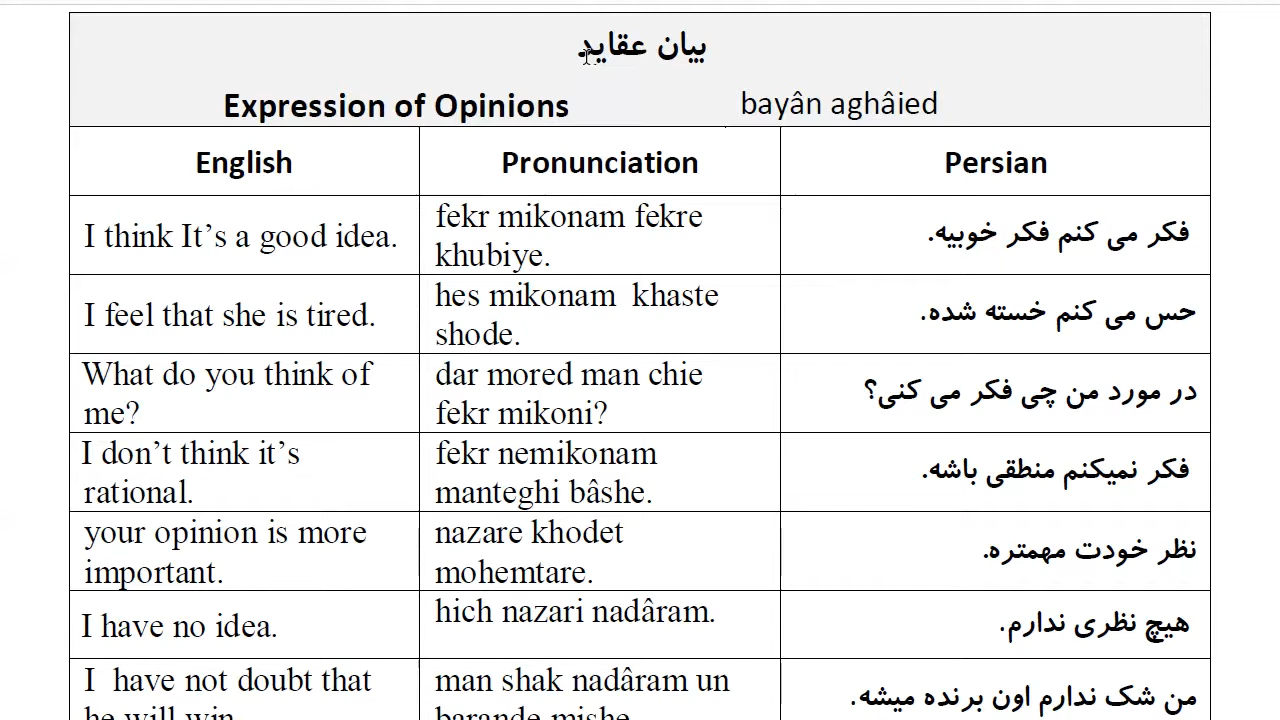 بیان عقاید
Expression of Opinions bayân aghâied
English Pronunciation Persian
I think It’s a good idea.
fekr mikonam fekre
khubiye.
فکر می کنم فکر خوبیه.
I feel that she is tired.
hes mikonam khaste
shode.
حس می کنم خسته شده.
What do you think of
me?
dar mored man chie
fekr mikoni?
در مورد من چی فکر می کنی؟
I don’t think it’s
rational.
fekr nemikonam
manteghi bâshe.
فکر نمیکنم منطقی باشه.
your opinion is more
important.
nazare khodet
mohemtare.
نظر خودت مهمتره.
I have no idea.
hich nazari nadâram.
هیچ نظری ندارم.
I have not doubt that
he will win
man shak nadâram un
barande mishe
من شک ندارم اون برنده میشه.